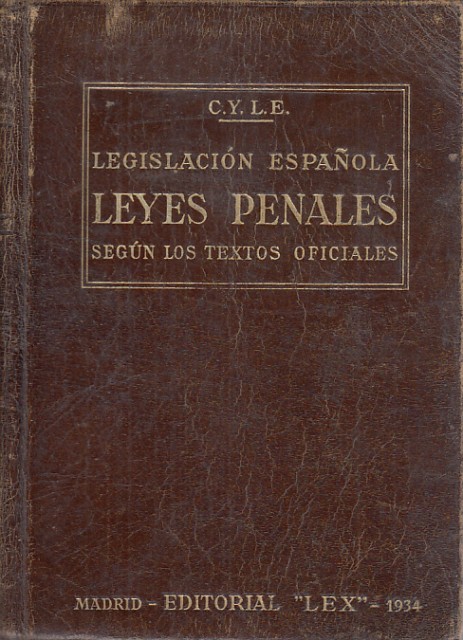 C.Y.L.E.
LEGISLACIÓN ESPAÑOLA
LEYES PENALES
SEGÚN LOS TEXTOS OFICIALES
MADRID - EDITORIAL "LEX" - 1934